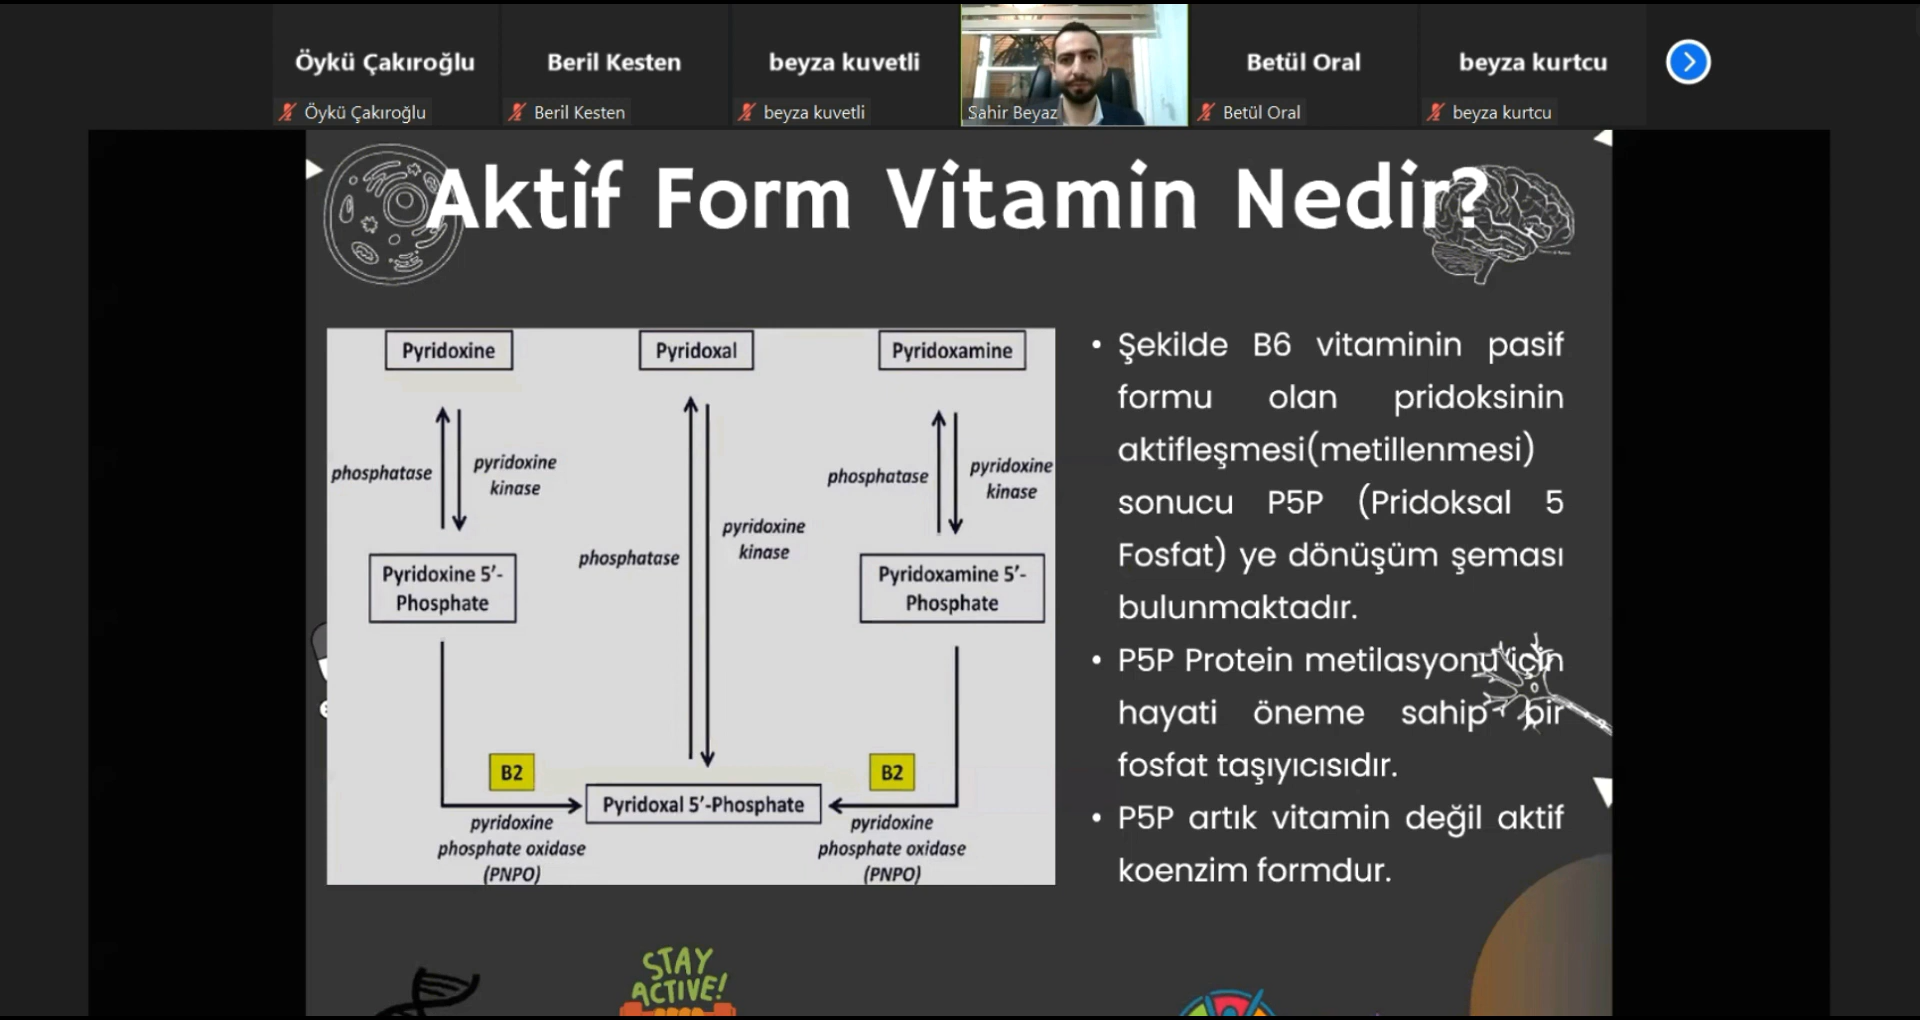 Öykü Çakıroğlu
Beril Kesten
beyza kuvetli
Betül Oral
beyza kurtcu
Öykü Çakıroğlu
Beril Kesten
beyza kuvetli
Sahir Beyaz
Betül Oral
beyza kurtcu
Aktif Form Vitamin Nedir?
Pyridoxine
Pyridoxal
Pyridoxamine
phosphatase
pyridoxine
kinase
phosphatase
pyridoxine
kinase
phosphatase
pyridoxine
kinase
Pyridoxine 5'-
Phosphate
Pyridoxamine 5'-
Phosphate
B2
B2
Pyridoxal 5'-Phosphate
pyridoxine
phosphate oxidase
(PNPO)
pyridoxine
phosphate oxidase
(PNPO)
• Şekilde B6 vitaminin pasif
formu olan pridoksinin
aktifleşmesi(metillenmesi)
sonucu P5P (Pridoksal 5
Fosfat) ye dönüşüm şeması
bulunmaktadır.
• P5P Protein metilasyonu için
hayati öneme sahip bir
fosfat taşıyıcısıdır.
• P5P artık vitamin değil aktif
koenzim formdur.
STAY
ACTIVE!